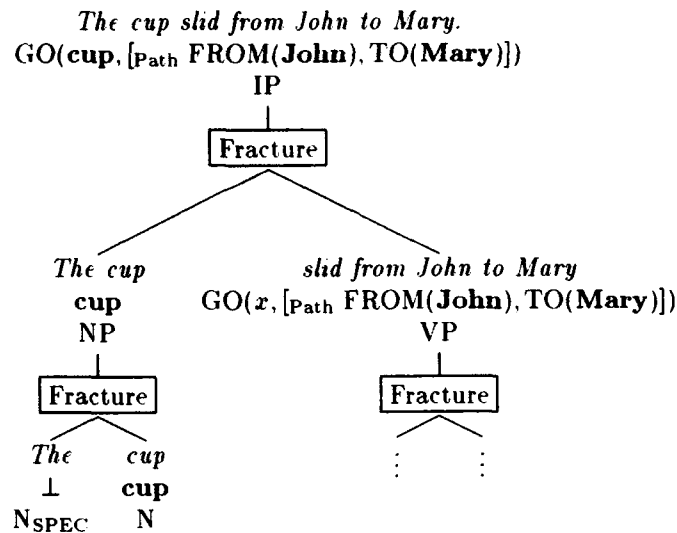 The cup slid from John to Mary.
GO(cup, [Path FROM(John), TO(Mary)])
IP
Fracture
The cup slid from John to Mary
cup GO(x, [Path FROM(John), TO(Mary)])
NP VP
Fracture Fracture
The cup
⊥ cup
NSPEC N